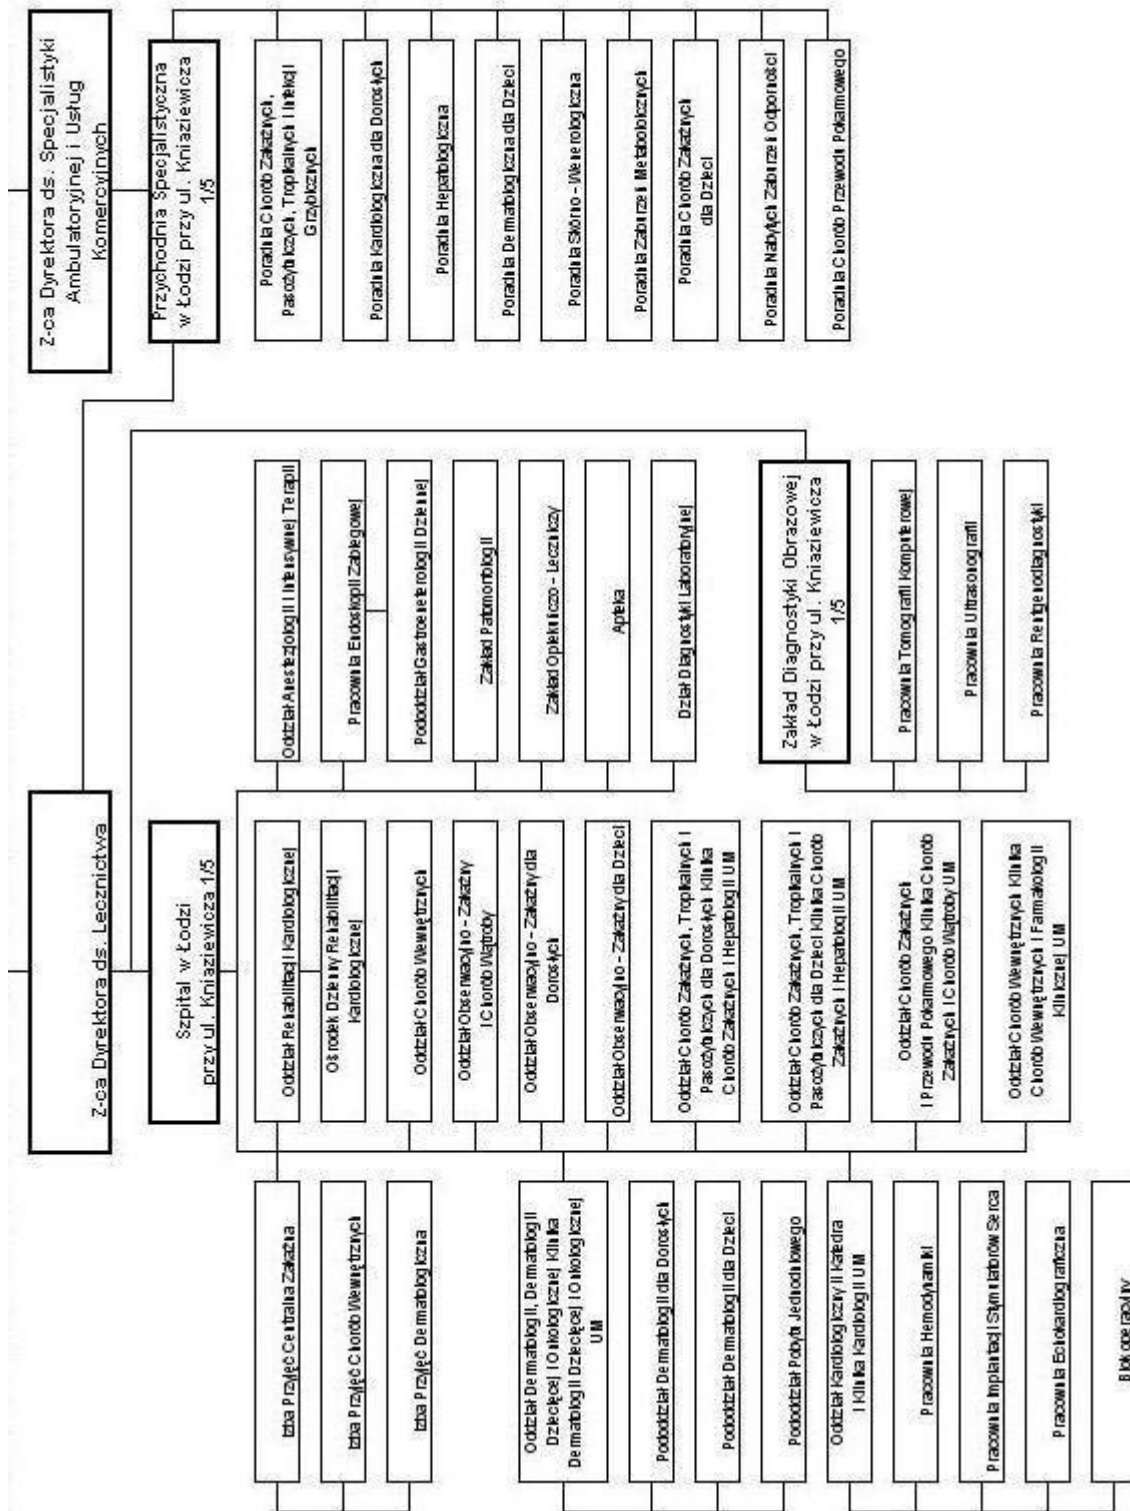 Z-ca Dyrektora ds. Lecznictwa
Z-ca Dyrektora ds. Specjalistyki
Ambulatoryjnej i Usług
Komercyjnych
Szpital w Łodzi
przy ul. Kniaziewicza 1/5
Przychodnia Specjalistyczna
w Łodzi przy ul. Kniaziewicza
1/5
Izba Przyjęć Centralna Zakaźna
Izba Przyjęć Chorób Wewnętrznych
Izba Przyjęć Dermatologiczna
Oddział Dermatologii, Dermatologii
Dziecięcej i Onkologicznej Klinika
Dermatologii Dziecięcej i Onkologicznej
UM
Pododdział Dermatologii dla Dorosłych
Pododdział Dermatologii dla Dzieci
Pododdział Pobytu Jednodniowego
Oddział Kardiologiczny II Katedra
i Klinika Kardiologii UM
Pracownia Hemodynamiki
Pracownia Implantacji Stymulatorów Serca
Pracownia Echokardiograficzna
Blok operacyjny
Oddział Rehabilitacji Kardiologicznej
Ośrodek Dzienny Rehabilitacji
Kardiologicznej
Oddział Chorób Wewnętrznych
Oddział Obserwacyjno - Zakaźny
i Chorób Wątroby
Oddział Obserwacyjno - Zakaźny dla
Dorosłych
Oddział Obserwacyjno - Zakaźny dla Dzieci
Oddział Chorób Zakaźnych, Tropikalnych i
Pasożytniczych dla Dorosłych Klinika
Chorób Zakaźnych i Hepatologii UM
Oddział Chorób Zakaźnych, Tropikalnych i
Pasożytniczych dla Dzieci Klinika Chorób
Zakaźnych i Hepatologii UM
Oddział Chorób Zakaźnych
i Przewodu Pokarmowego Klinika Chorób
Zakaźnych i Chorób Wątroby UM
Oddział Chorób Wewnętrznych Klinika
Chorób Wewnętrznych i Farmakologii
Klinicznej UM
Oddział Anestezjologii i Intensywnej Terapii
Pracownia Endoskopii Zabiegowej
Pododdział Gastroeneterologii Dziennej
Zakład Patomorfologii
Zakład Opiekuńczo - Leczniczy
Apteka
Dział Diagnostyki Laboratoryjnej
Zakład Diagnostyki Obrazowej
w Łodzi przy ul. Kniaziewicza
1/5
Pracownia Tomografii Komputerowej
Pracownia Ultrasonografii
Pracownia Rentgenodiagnostyki
Poradnia Chorób Zakaźnych,
Pasożytniczych, Tropikalnych i Infekcji
Grzybiczych
Poradnia Kardiologiczna dla Dorosłych
Poradnia Hepatologiczna
Poradnia Dermatologiczna dla Dzieci
Poradnia Skórno - Wenerologiczna
Poradnia Zaburzeń Metabololicznych
Poradnia Chorób Zakaźnych
dla Dzieci
Poradnia Nabytych Zaburzeń Odporności
Poradnia Chorób Przewodu Pokarmowego